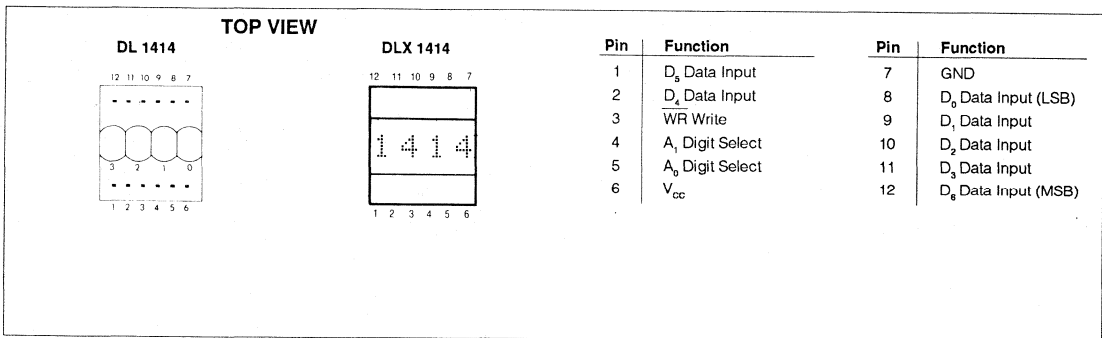 TOP VIEW
DL 1414
12 11 10 9 8 7
3 2 1 0
1 2 3 4 5 6
DLX 1414
12 11 10 9 8 7
1414
1 2 3 4 5 6
Pin Function
1 D₅ Data Input
2 D₄ Data Input
3 W̅R̅ Write
4 A₁ Digit Select
5 A₀ Digit Select
6 Vcc
Pin Function
7 GND
8 D₀ Data Input (LSB)
9 D₁ Data Input
10 D₂ Data Input
11 D₃ Data Input
12 D₆ Data Input (MSB)